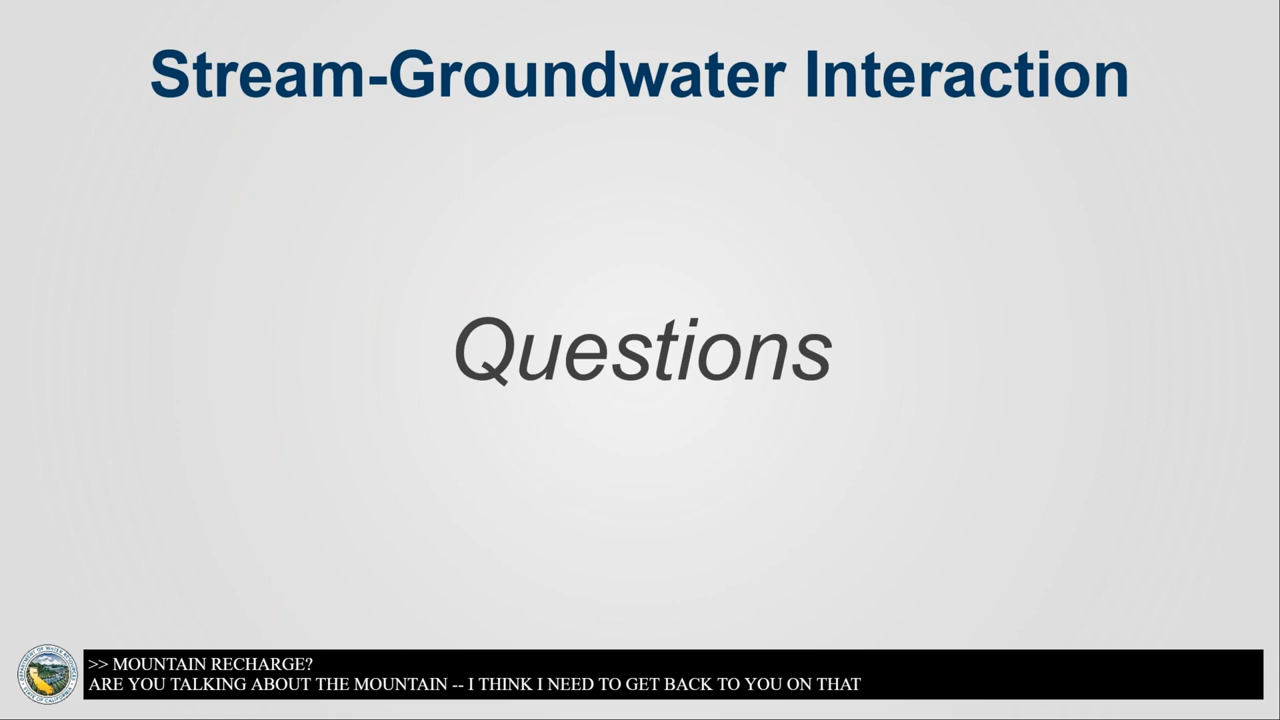 Stream-Groundwater Interaction
Questions
>> MOUNTAIN RECHARGE?
ARE YOU TALKING ABOUT THE MOUNTAIN -- I THINK I NEED TO GET BACK TO YOU ON THAT